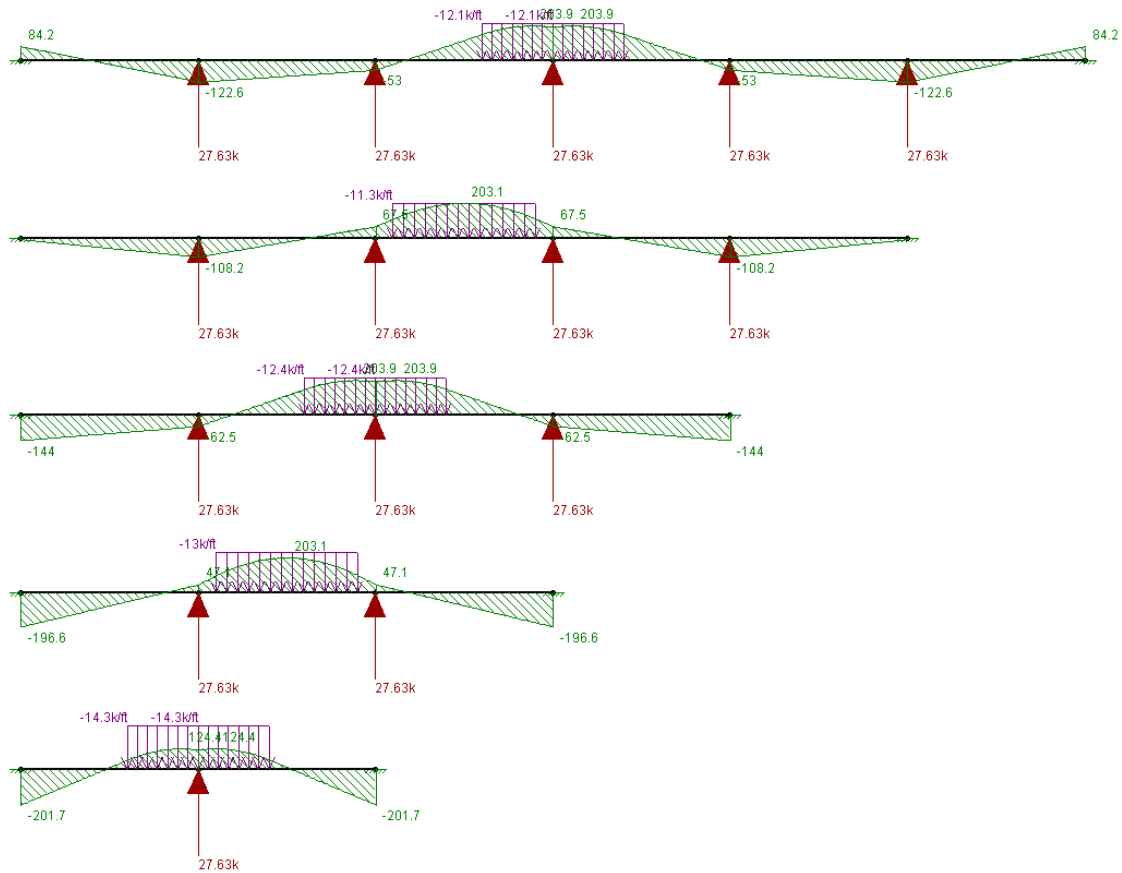 -12.1k/ft -12.1k/ft 203.9 203.9
84.2 84.2
-122.6 -53 -53 -122.6
27.63k 27.63k 27.63k 27.63k 27.63k
-11.3k/ft 203.1
67.5 67.5
-108.2 -108.2
27.63k 27.63k 27.63k 27.63k
-12.4k/ft -12.4k/ft 203.9 203.9
-144 62.5 62.5 -144
27.63k 27.63k 27.63k
-13k/ft 203.1
47.1 47.1
-196.6 -196.6
27.63k 27.63k
-14.3k/ft -14.3k/ft
124.4 124.4
-201.7 -201.7
27.63k